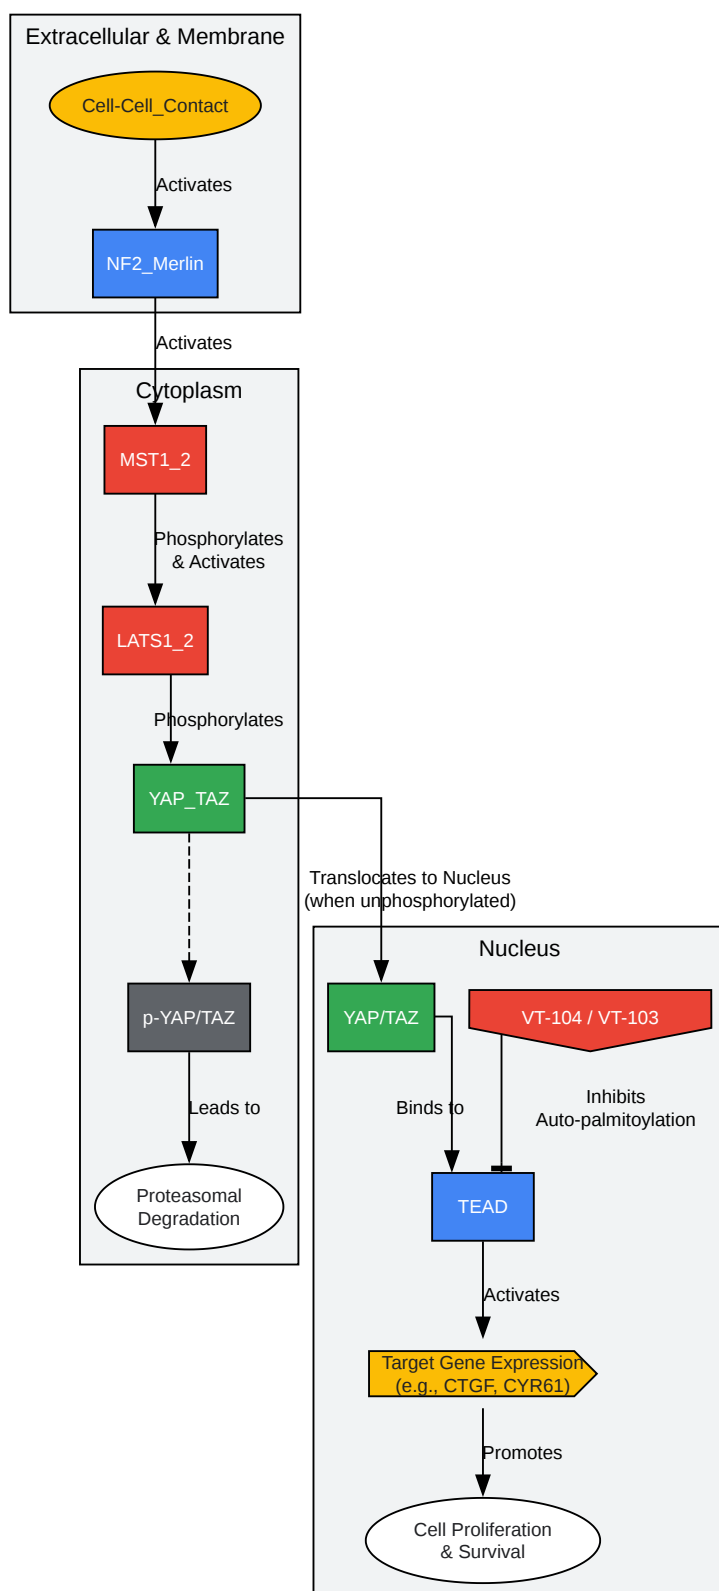 Extracellular & Membrane
Cell-Cell_Contact
Activates
NF2_Merlin
Activates
Cytoplasm
MST1_2
Phosphorylates
& Activates
LATS1_2
Phosphorylates
YAP_TAZ
Translocates to Nucleus
(when unphosphorylated)
Nucleus
p-YAP/TAZ
YAP/TAZ
VT-104 / VT-103
Leads to
Binds to
Inhibits
Auto-palmitoylation
Proteasomal
Degradation
TEAD
Activates
Target Gene Expression
(e.g., CTGF, CYR61)
Promotes
Cell Proliferation
& Survival